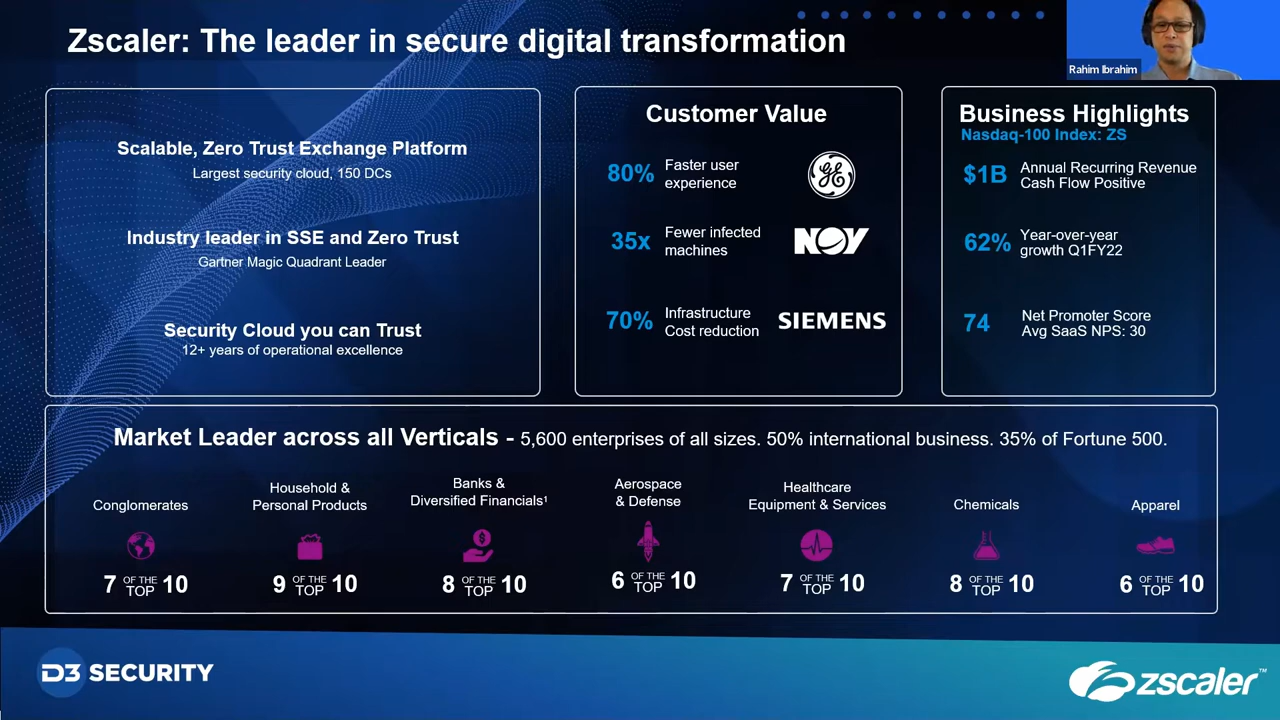 Zscaler: The leader in secure digital transformation
Rahim Ibrahim
Scalable, Zero Trust Exchange Platform
Largest security cloud, 150 DCs
Industry leader in SSE and Zero Trust
Gartner Magic Quadrant Leader
Security Cloud you can Trust
12+ years of operational excellence
Customer Value
80% Faster user
experience
GE
35x Fewer infected
machines
NOV
70% Infrastructure
Cost reduction
SIEMENS
Business Highlights
Nasdaq-100 Index: ZS
$1B Annual Recurring Revenue
Cash Flow Positive
62% Year-over-year
growth Q1FY22
74 Net Promoter Score
Avg SaaS NPS: 30
Market Leader across all Verticals - 5,600 enterprises of all sizes. 50% international business. 35% of Fortune 500.
Conglomerates
7 OF THE TOP 10
Household &
Personal Products
9 OF THE TOP 10
Banks &
Diversified Financials¹
8 OF THE TOP 10
Aerospace
& Defense
6 OF THE TOP 10
Healthcare
Equipment & Services
7 OF THE TOP 10
Chemicals
8 OF THE TOP 10
Apparel
6 OF THE TOP 10
D3 SECURITY
zscaler™